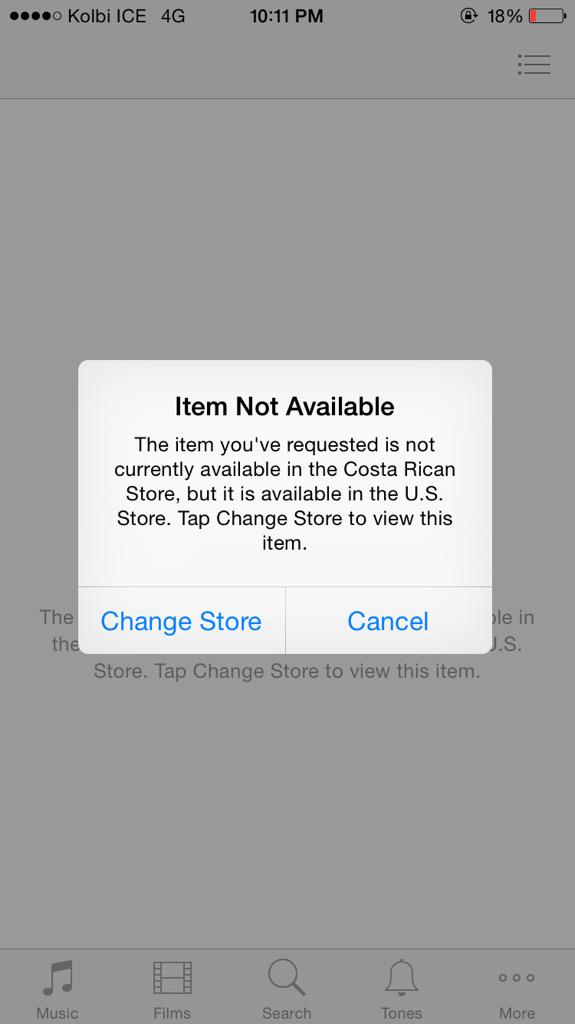 Kolbi ICE 4G 10:11 PM 18%
Item Not Available
The item you've requested is not
currently available in the Costa Rican
Store, but it is available in the U.S.
Store. Tap Change Store to view this
item.
Change Store Cancel
The ble in
the J.S.
Store. Tap Change Store to view this item.
Music Films Search Tones More